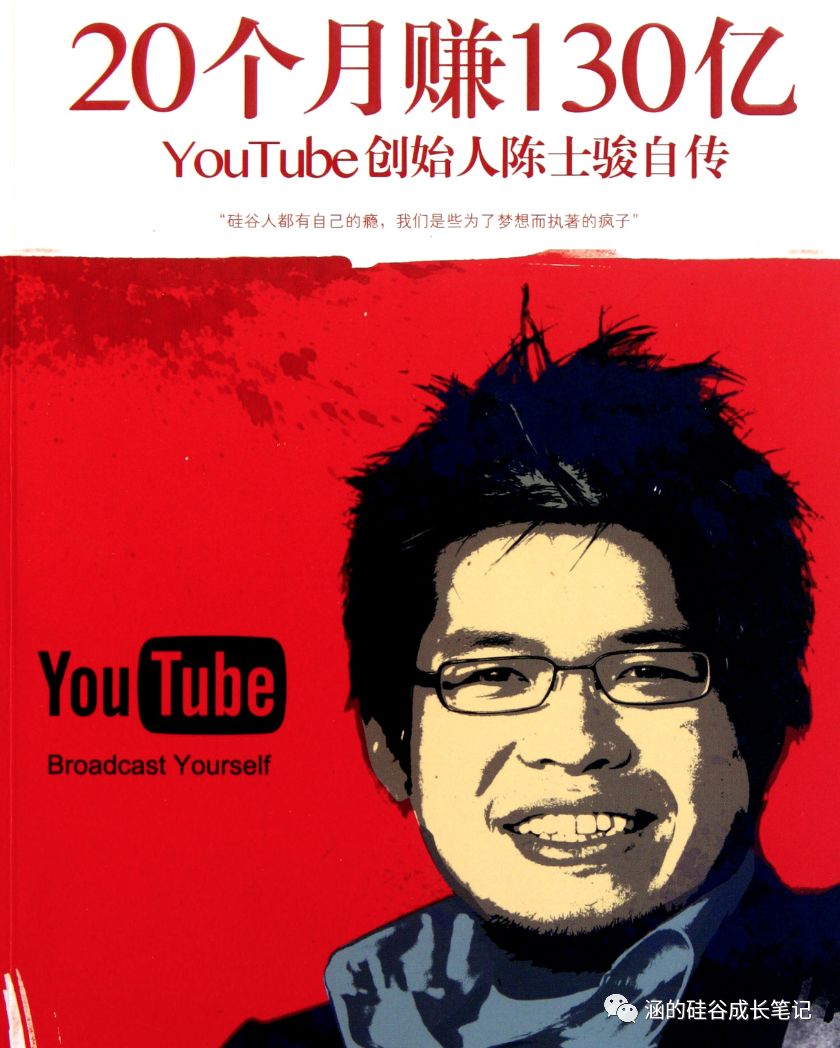 20个月赚130亿
YouTube创始人陈士骏自传
“硅谷人都有自己的瘾，我们是些为了梦想而执著的疯子”
YouTube
Broadcast Yourself
涵的硅谷成长笔记